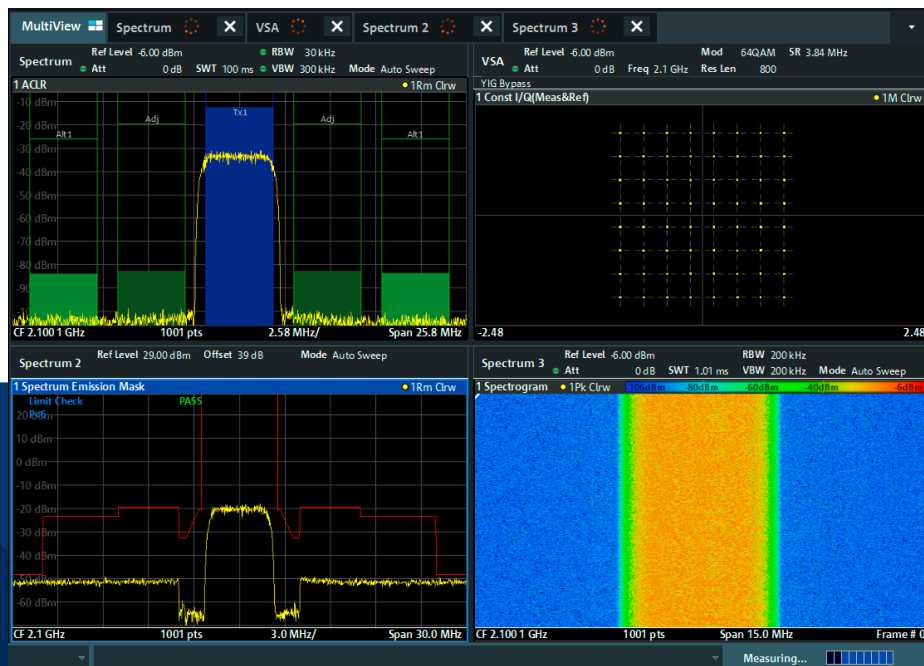 MultiView Spectrum VSA Spectrum 2 Spectrum 3
Spectrum
Ref Level -6.00 dBm RBW 30 kHz
Att 0 dB SWT 100 ms VBW 300 kHz Mode Auto Sweep
1 ACLR 1Rm Clrw
-10 dBm
-20 dBm
-30 dBm
-40 dBm
-50 dBm
-60 dBm
-70 dBm
-80 dBm
-90
Alt1 Adj Tx1 Adj Alt1
CF 2.100 1 GHz 1001 pts 2.58 MHz/ Span 25.8 MHz
VSA
Ref Level -6.00 dBm Mod 64QAM SR 3.84 MHz
Att 0 dB Freq 2.1 GHz Res Len 800
YIG Bypass
1 Const I/Q(Meas&Ref) 1M Clrw
-2.48 2.48
Spectrum 2
Ref Level 29.00 dBm Offset 39 dB Mode Auto Sweep
1 Spectrum Emission Mask 1Rm Clrw
Limit Check PASS
20 dBm
10 dBm
0 dBm
-10 dBm
-20 dBm
-30 dBm
-40 dBm
-60 dBm
CF 2.1 GHz 1001 pts 3.0 MHz/ Span 30.0 MHz
Spectrum 3
Ref Level -6.00 dBm RBW 200 kHz
Att 0 dB SWT 1.01 ms VBW 200 kHz Mode Auto Sweep
1 Spectrogram 1Pk Clrw -106dBm -80dBm -60dBm -40dBm -6dBm
CF 2.100 1 GHz 1001 pts Span 15.0 MHz Frame # 0
Measuring...